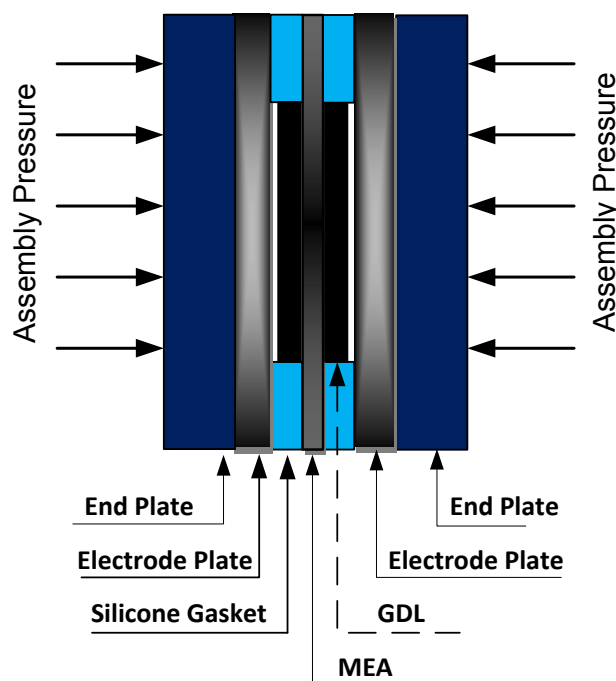 Assembly Pressure
Assembly Pressure
End Plate
End Plate
Electrode Plate
Electrode Plate
Silicone Gasket
GDL
MEA